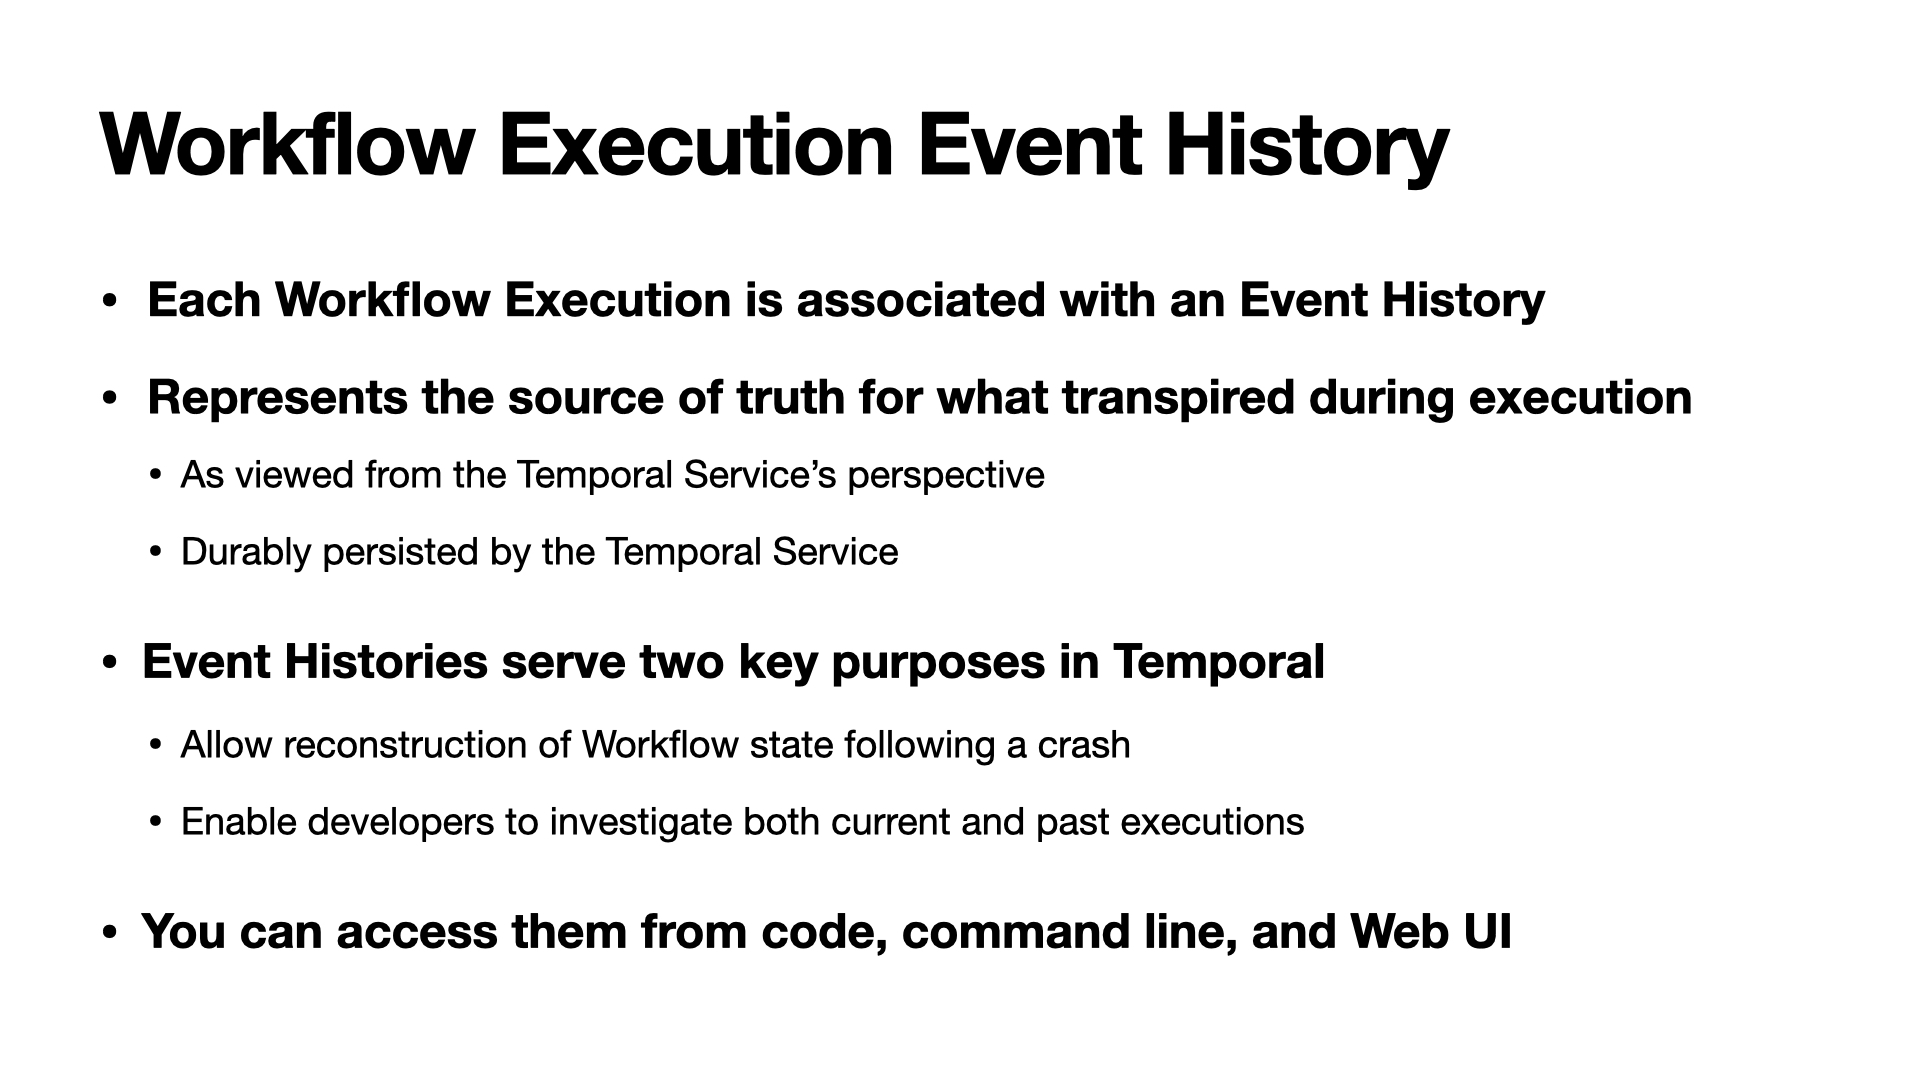 Workflow Execution Event History
• Each Workflow Execution is associated with an Event History
• Represents the source of truth for what transpired during execution
• As viewed from the Temporal Service’s perspective
• Durably persisted by the Temporal Service
• Event Histories serve two key purposes in Temporal
• Allow reconstruction of Workflow state following a crash
• Enable developers to investigate both current and past executions
• You can access them from code, command line, and Web UI